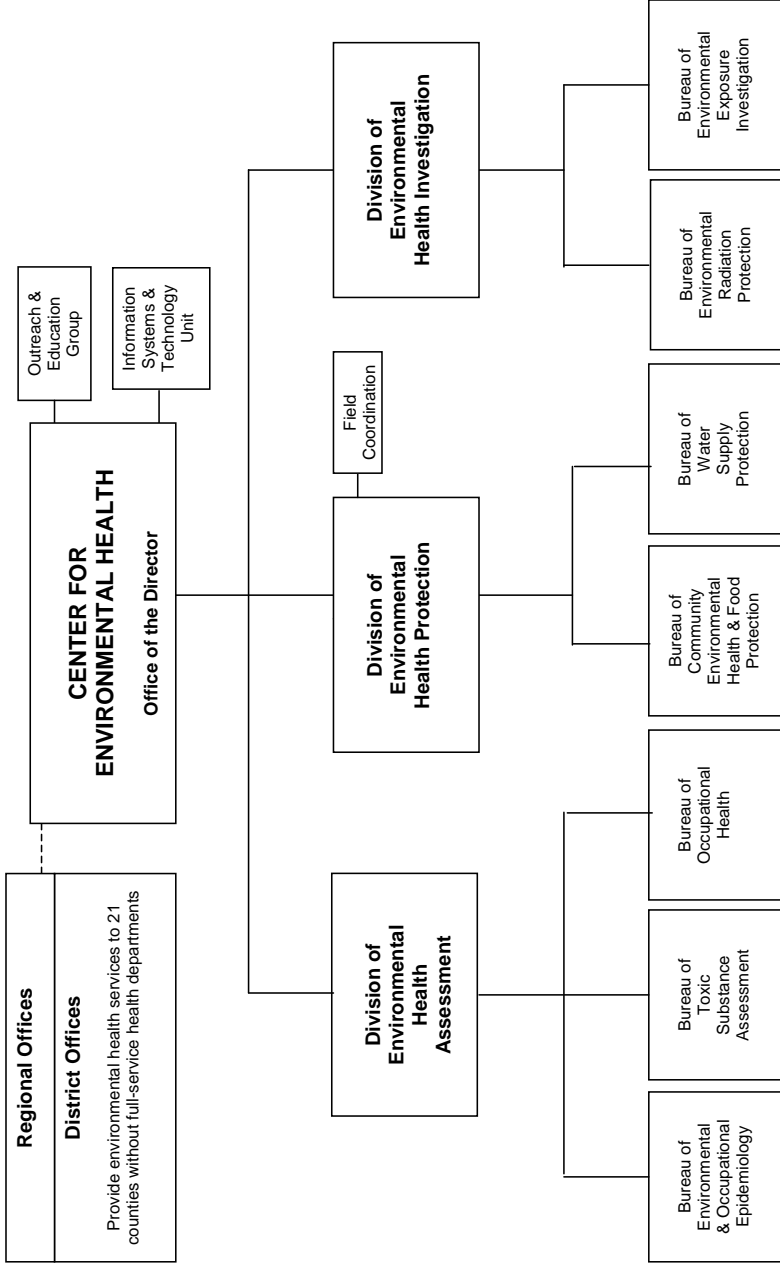 Regional Offices
District Offices
Provide environmental health services to 21
counties without full-service health departments
CENTER FOR
ENVIRONMENTAL HEALTH
Office of the Director
Outreach &
Education
Group
Information
Systems &
Technology
Unit
Division of
Environmental
Health
Assessment
Division of
Environmental
Health Protection
Field
Coordination
Division of
Environmental
Health Investigation
Bureau of
Environmental
& Occupational
Epidemiology
Bureau of
Toxic
Substance
Assessment
Bureau of
Occupational
Health
Bureau of
Community
Environmental
Health & Food
Protection
Bureau of
Water
Supply
Protection
Bureau of
Environmental
Radiation
Protection
Bureau of
Environmental
Exposure
Investigation